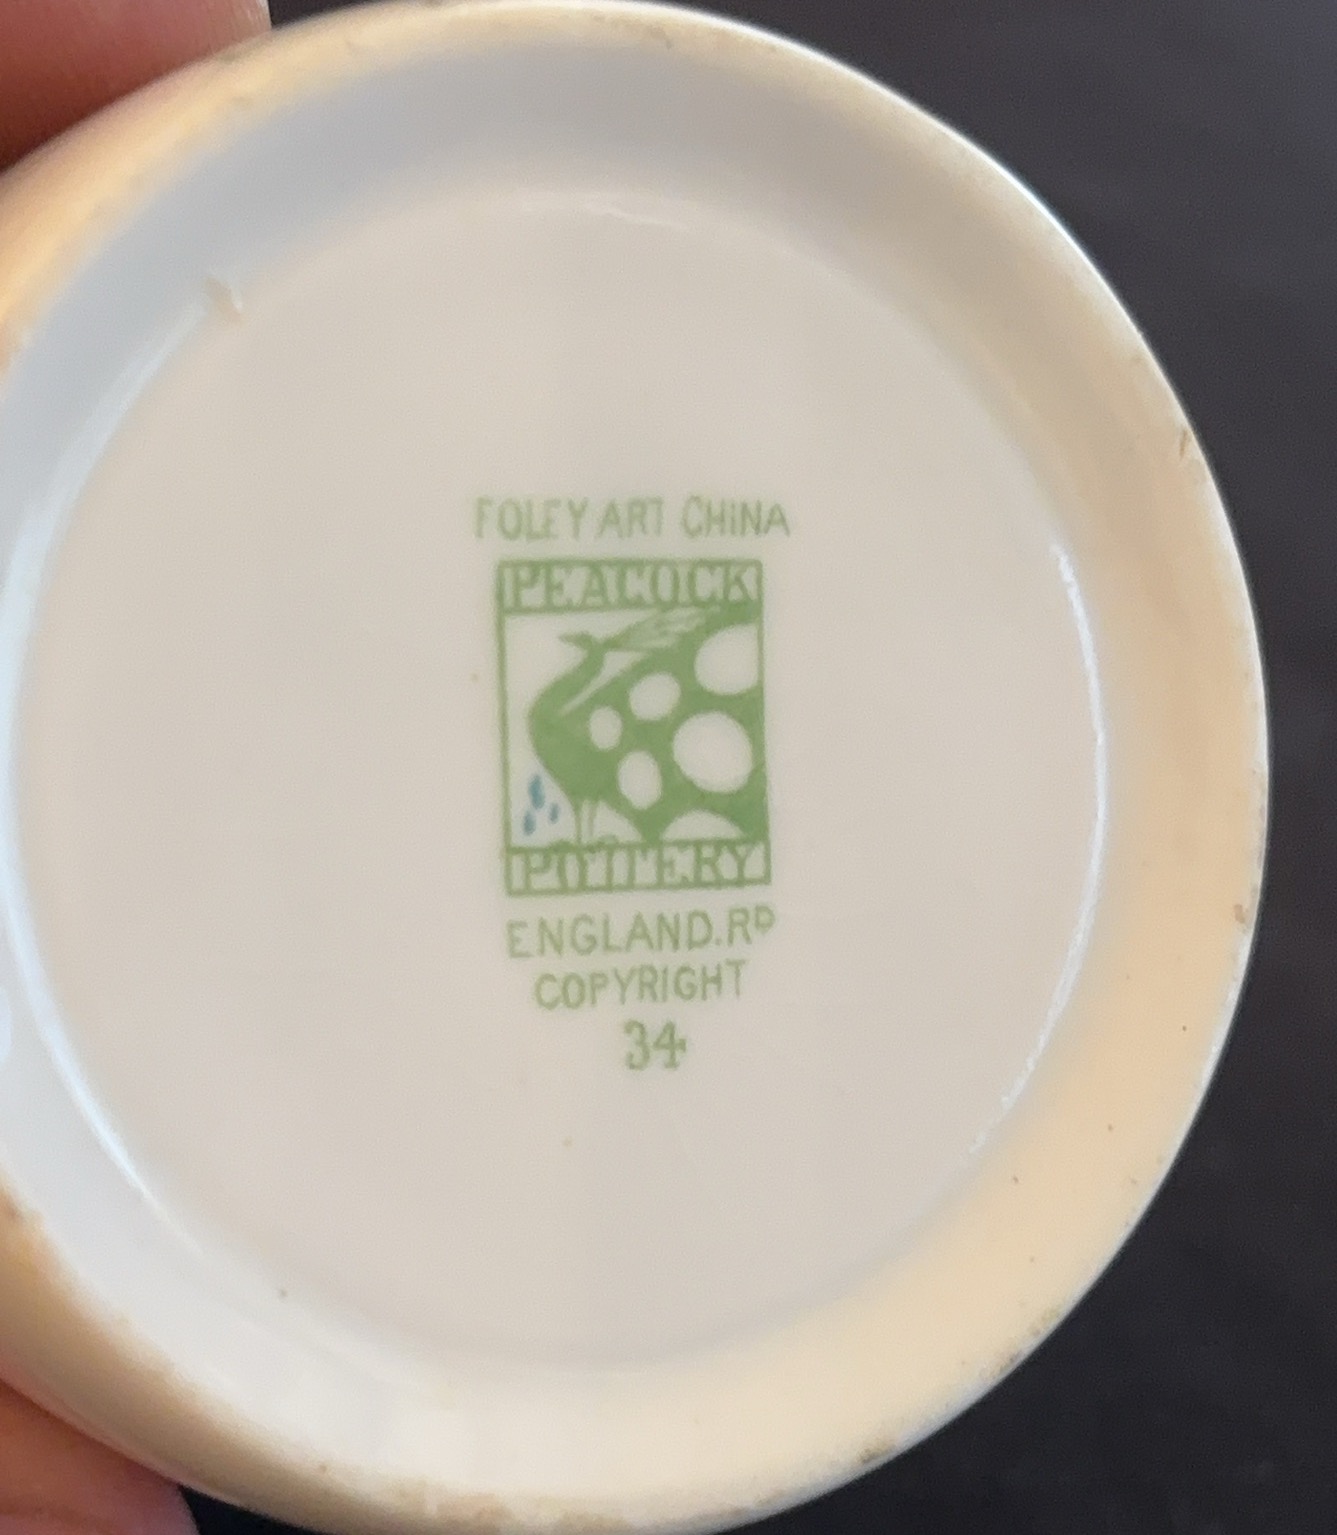 FOLEY ART CHINA
PEACOCK
POTTERY
ENGLAND.RD
COPYRIGHT
34